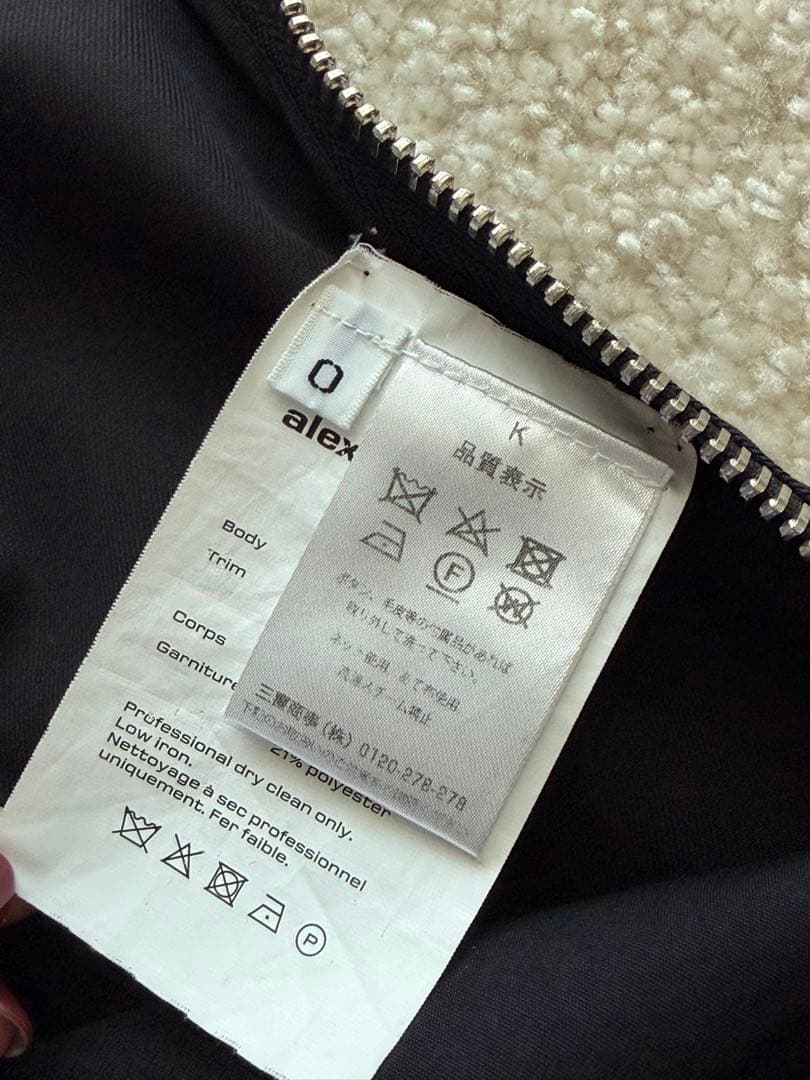 0
alex
K
品質表示
F
W
ボタン、毛皮等の付属品があれば
取り外して洗って下さい。
ネット使用 あて布使用
三豊商事(株) 0120-278-278
Body
Trim
Corps
Garniture
21% polyester
Professional dry clean only.
Low iron.
Nettoyage à sec professionnel
uniquement. Fer faible.
P